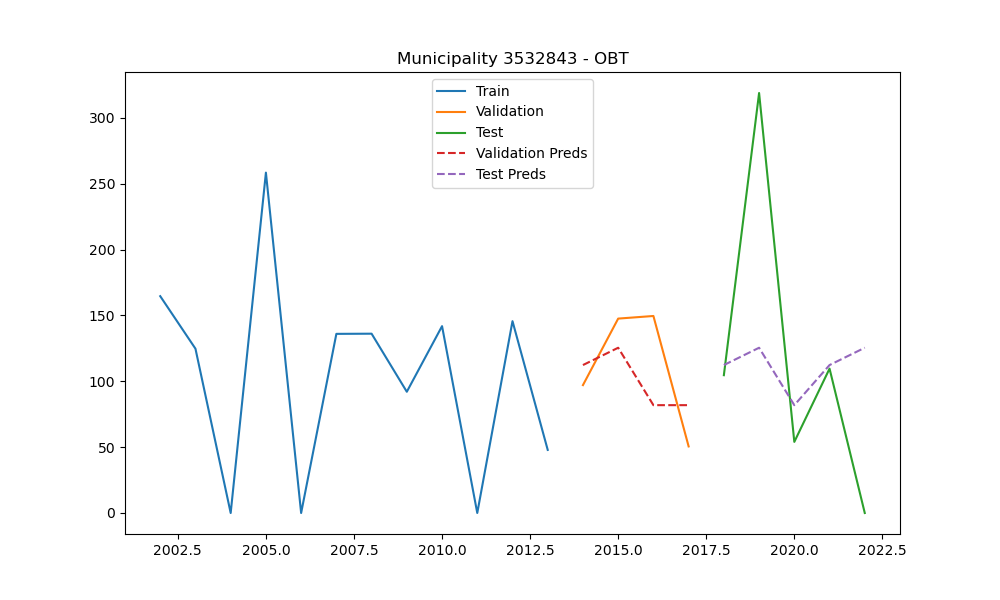 Municipality 3532843 - OBT
Train
Validation
Test
Validation Preds
Test Preds
300
250
200
150
100
50
0
2002.5 2005.0 2007.5 2010.0 2012.5 2015.0 2017.5 2020.0 2022.5